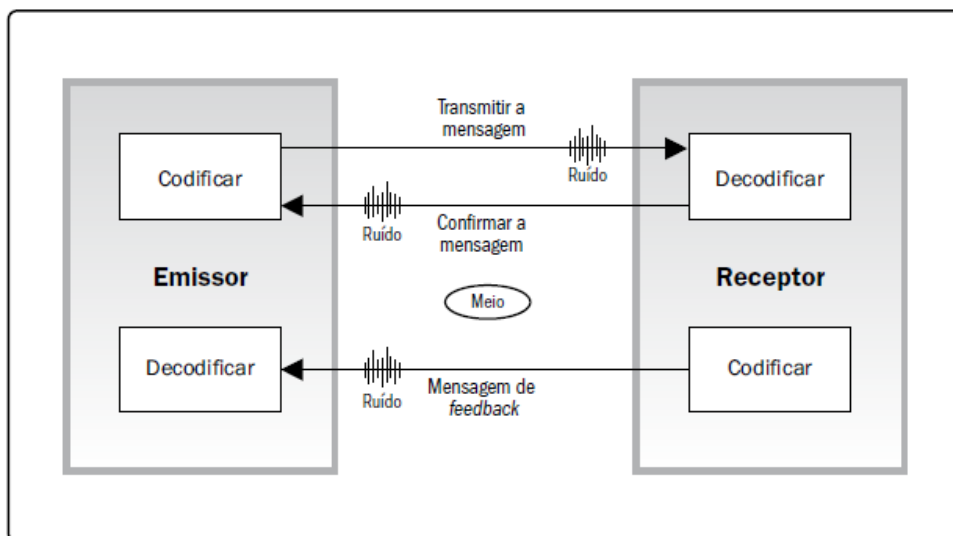 Transmitir a
mensagem
Codificar
Ruído
Decodificar
Ruído
Confirmar a
mensagem
Emissor
Receptor
Meio
Decodificar
Codificar
Ruído
Mensagem de
feedback